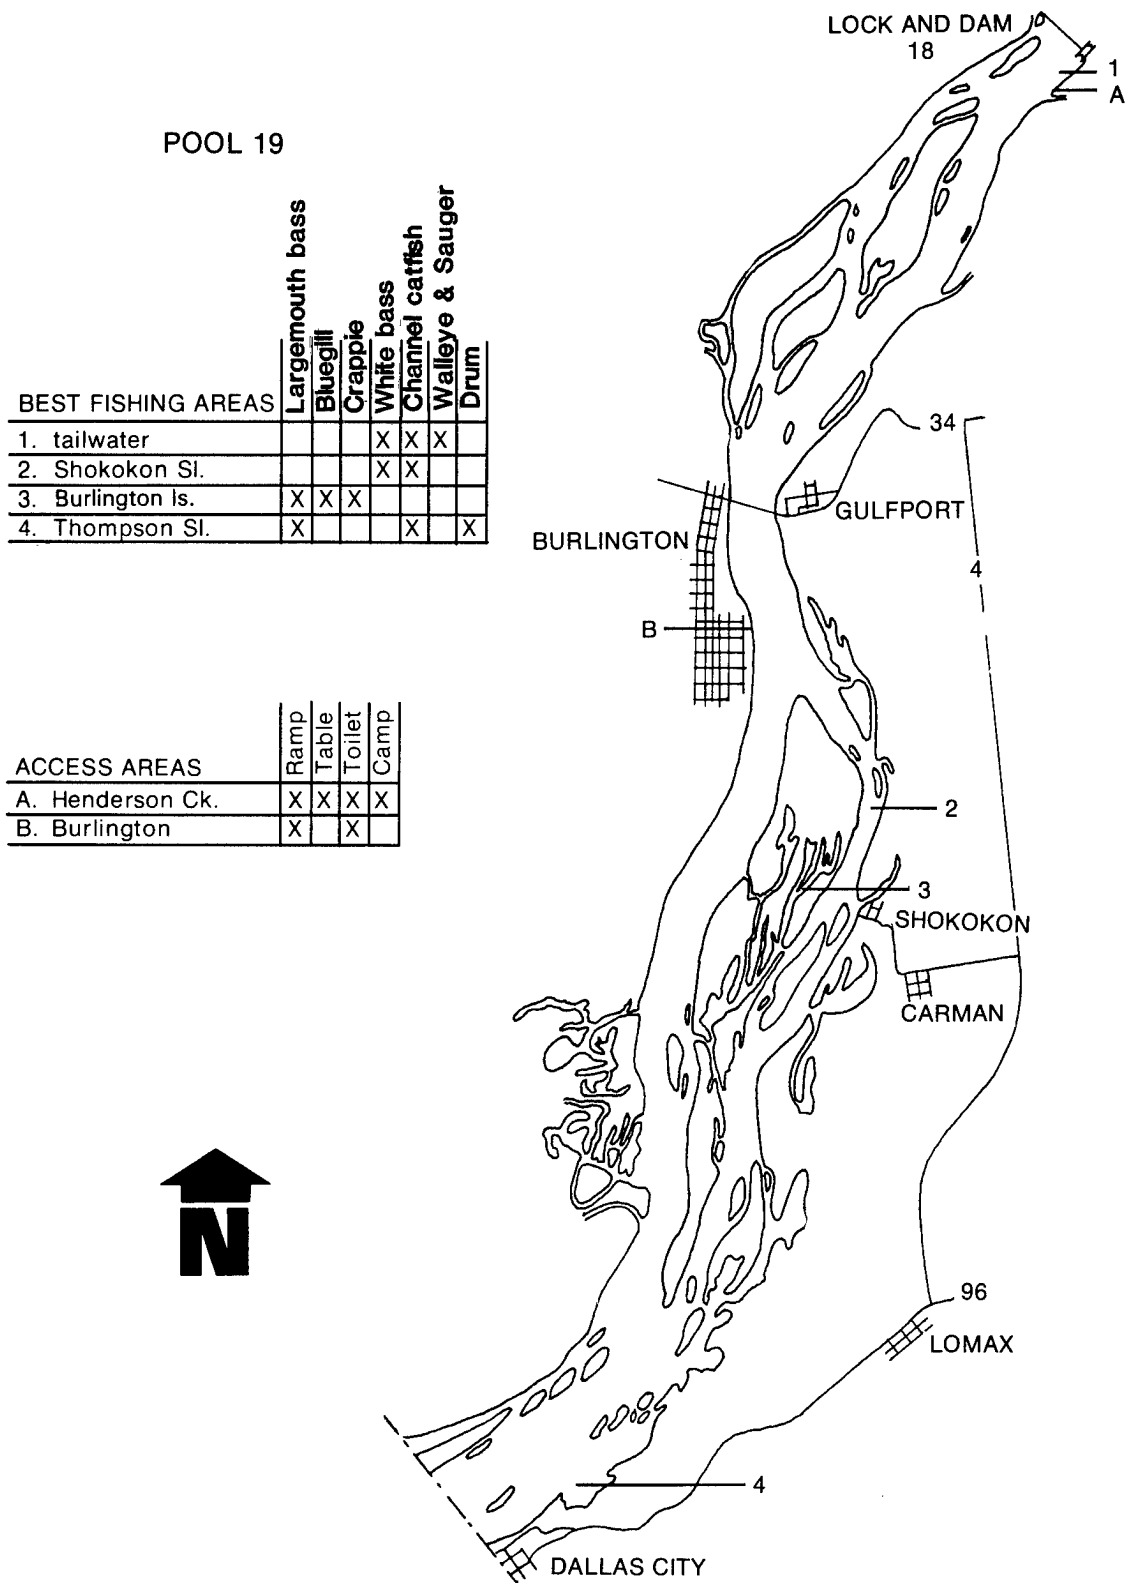 LOCK AND DAM
18
1
A
POOL 19
Largemouth bass
Bluegill
Crappie
White bass
Channel catfish
Walleye & Sauger
Drum
BEST FISHING AREAS
1. tailwater X X X
2. Shokokon Sl. X X
3. Burlington Is. X X X
4. Thompson Sl. X X X
34
GULFPORT
BURLINGTON
4
B
Ramp
Table
Toilet
Camp
ACCESS AREAS
A. Henderson Ck. X X X X
B. Burlington X X
2
3
SHOKOKON
CARMAN
N
96
LOMAX
4
DALLAS CITY